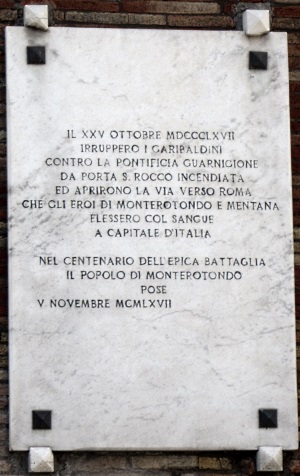 IL XXV OTTOBRE MDCCCLXVII
IRRUPPERO I GARIBALDINI
CONTRO LA PONTIFICIA GUARNIGIONE
DA PORTA S. ROCCO INCENDIATA
ED APRIRONO LA VIA VERSO ROMA
CHE GLI EROI DI MONTEROTONDO E MENTANA
ELESSERO COL SANGUE
A CAPITALE D'ITALIA
NEL CENTENARIO DELL'EPICA BATTAGLIA
IL POPOLO DI MONTEROTONDO
POSE
V NOVEMBRE MCMLXVII